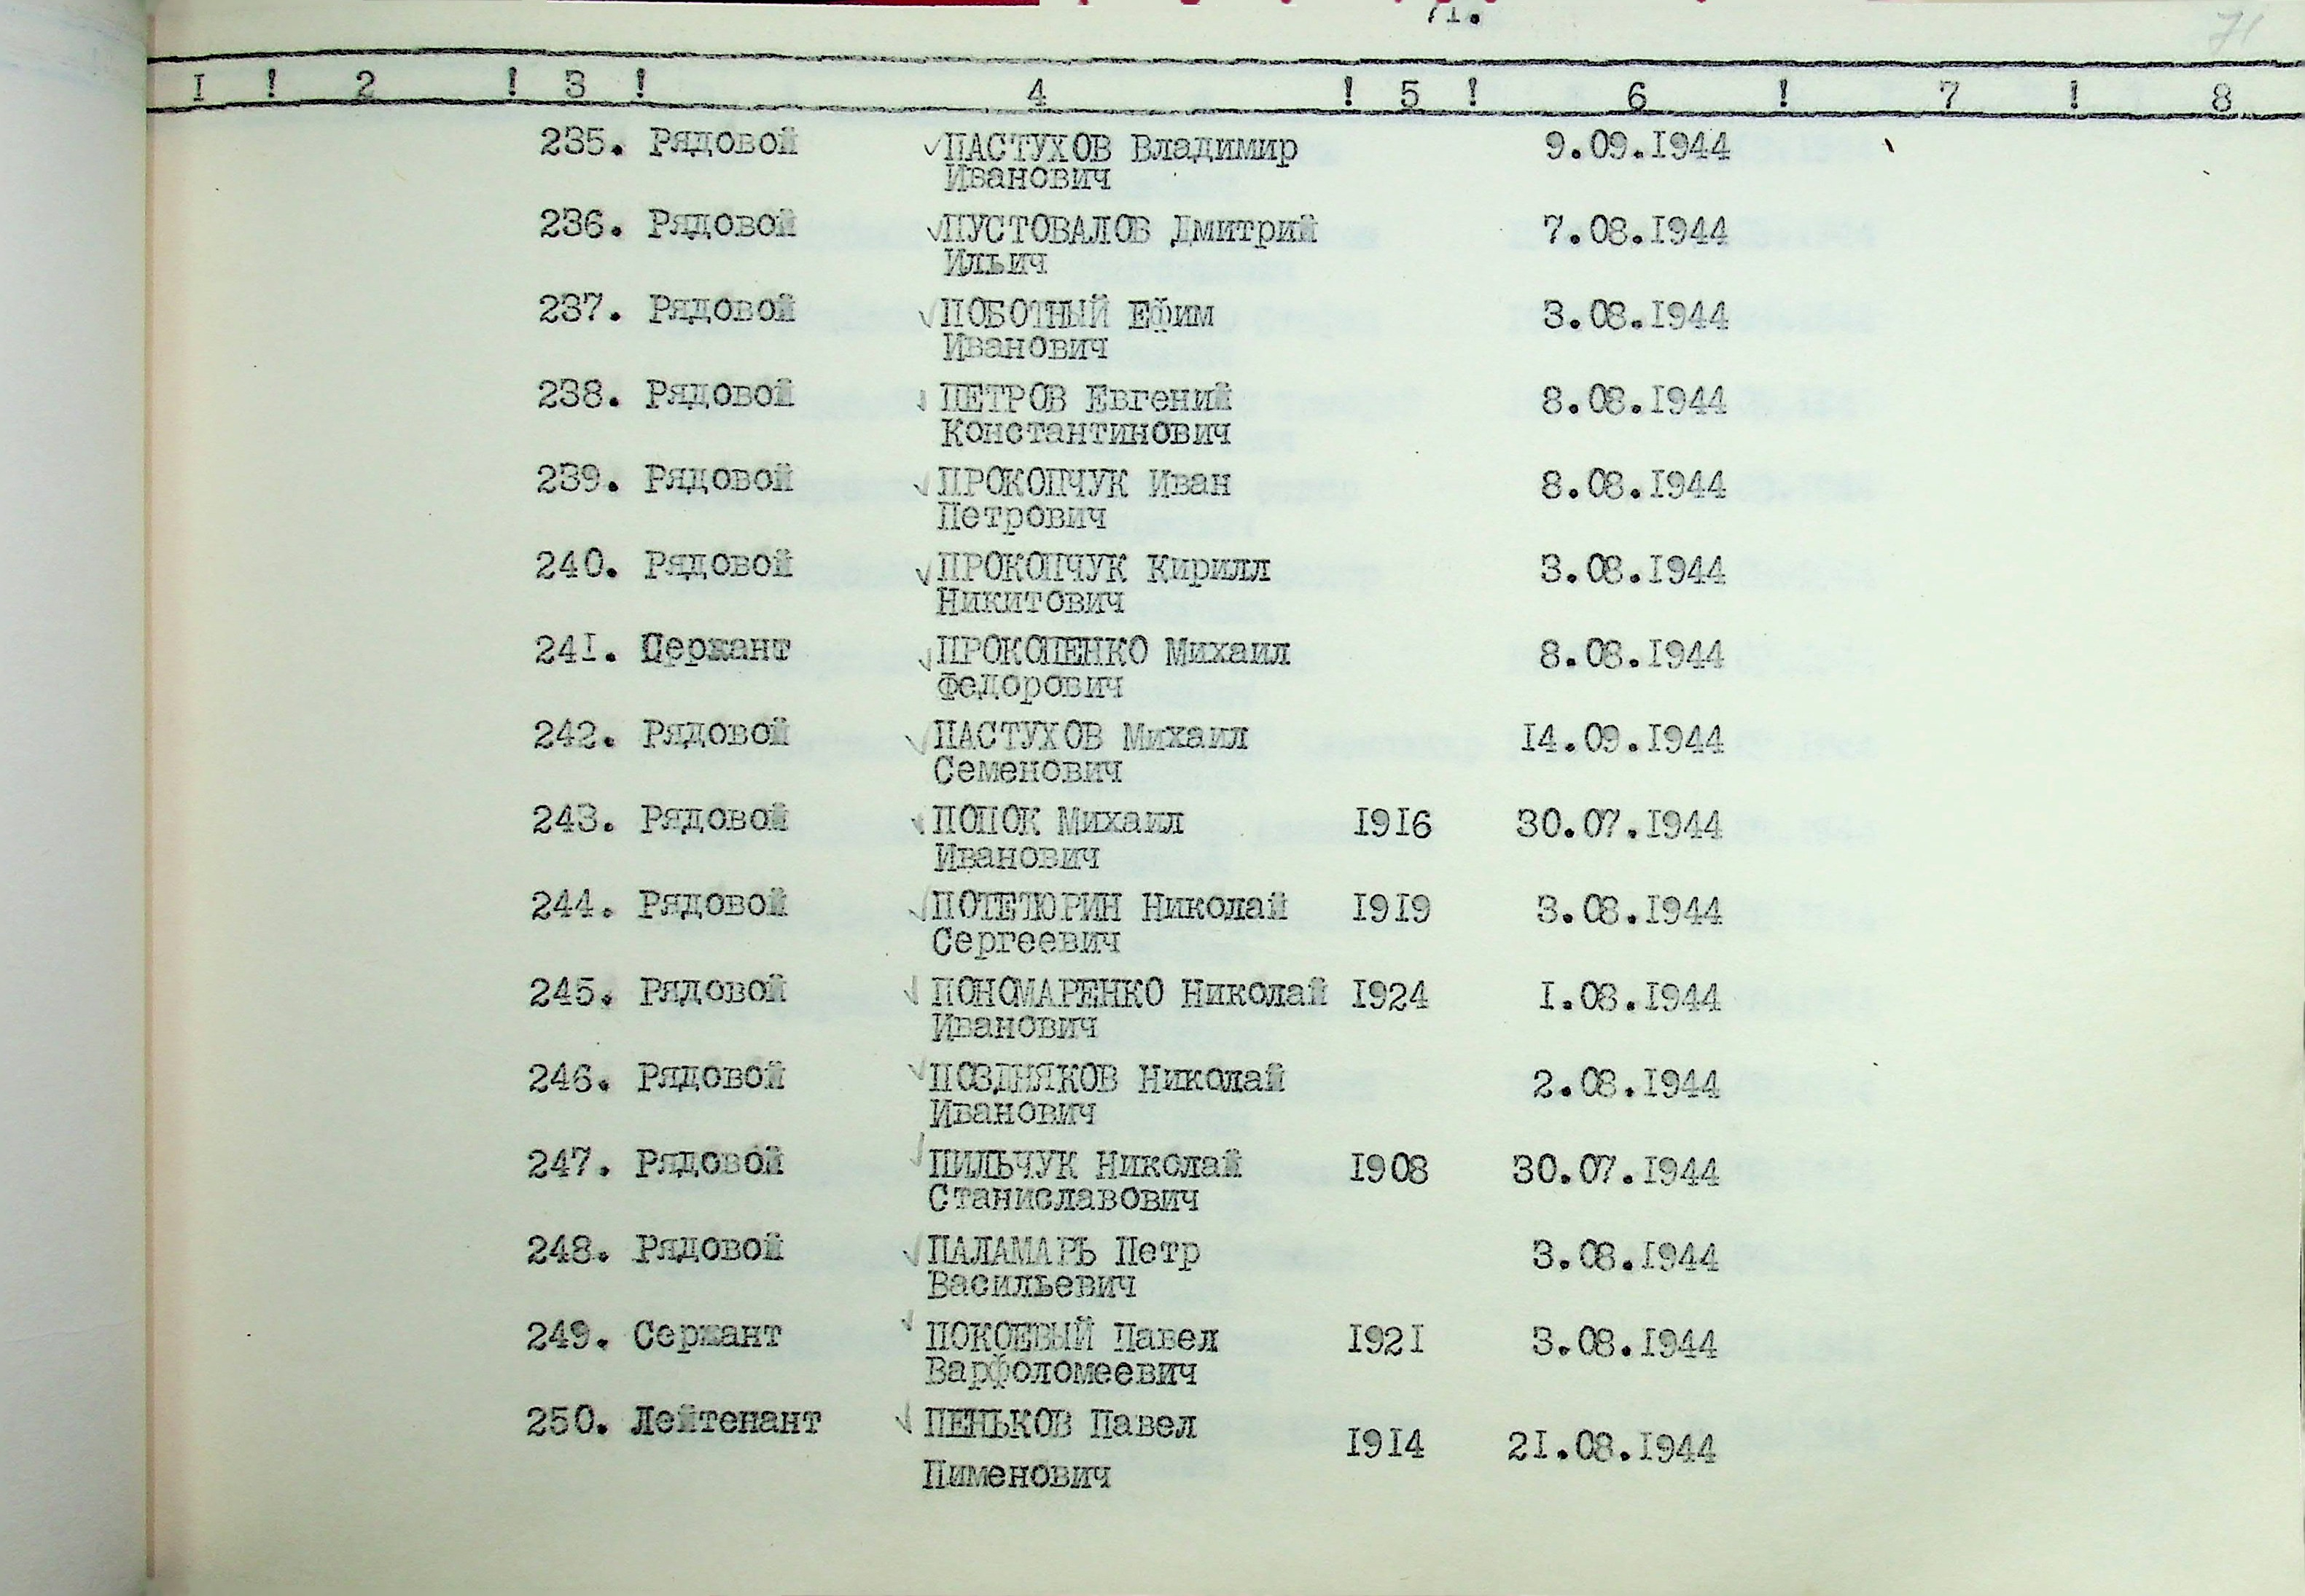 71.
71
I ! 2 ! 3 ! 4 ! 5 ! 6 ! 7 ! 8
235. Рядовой ПАСТУХОВ Владимир 9.09.1944
Иванович
236. Рядовой ПУСТОВАЛОВ Дмитрий 7.08.1944
Ильич
237. Рядовой ПОБОТНЫЙ Ефим 3.08.1944
Иванович
238. Рядовой ПЕТРОВ Евгений 8.08.1944
Константинович
239. Рядовой ПРОКОПЧУК Иван 8.08.1944
Петрович
240. Рядовой ПРОКОПЧУК Кирилл 3.08.1944
Никитович
241. Сержант ПРОКОПЕНКО Михаил 8.08.1944
Федорович
242. Рядовой ПАСТУХОВ Михаил 14.09.1944
Семенович
243. Рядовой ПОПОК Михаил 1916 30.07.1944
Иванович
244. Рядовой ПОТЕТЮРИН Николай 1919 3.08.1944
Сергеевич
245. Рядовой ПОНОМАРЕНКО Николай 1924 1.08.1944
Иванович
246. Рядовой ПОЗДНЯКОВ Николай 2.08.1944
Иванович
247. Рядовой ПИЛЬЧУК Николай 1908 30.07.1944
Станиславович
248. Рядовой ПАЛАМАРЬ Петр 3.08.1944
Васильевич
249. Сержант ПОКОЕВЫЙ Павел 1921 3.08.1944
Варфоломеевич
250. Лейтенант ПЕНЬКОВ Павел 1914 21.08.1944
Пименович